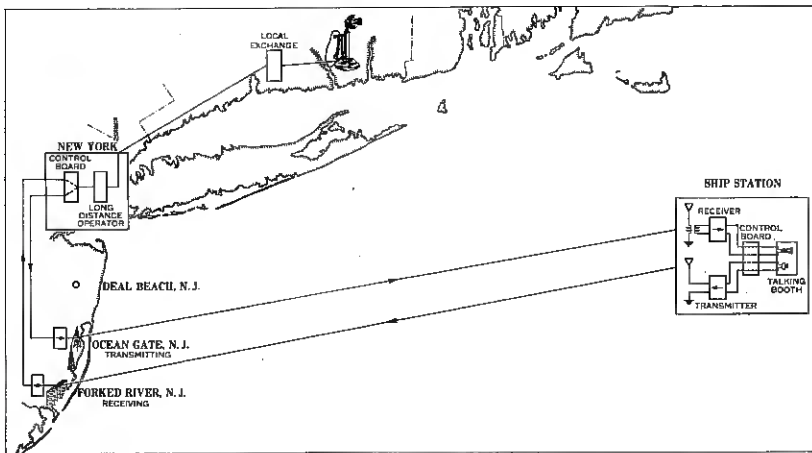 LOCAL
EXCHANGE
NEW YORK
CONTROL
BOARD
LONG
DISTANCE
OPERATOR
SHIP STATION
RECEIVER
CONTROL
BOARD
TALKING
BOOTH
TRANSMITTER
DEAL BEACH, N.J.
OCEAN GATE, N.J.
TRANSMITTING
FORKED RIVER, N.J.
RECEIVING